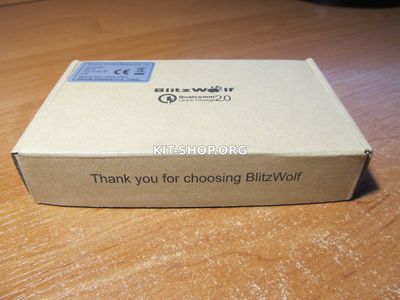 BlitzWolf
Qualcomm
Quick Charge 2.0
KIT-SHOP.ORG
Thank you for choosing BlitzWolf